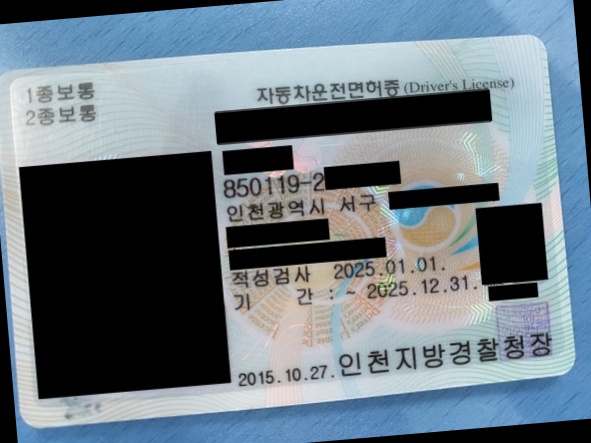 1종보통
2종보통
자동차운전면허증 (Driver's License)
850119-2
인천광역시 서구
적성검사 2025.01.01.
기 간 : ~ 2025.12.31.
2015.10.27. 인천지방경찰청장